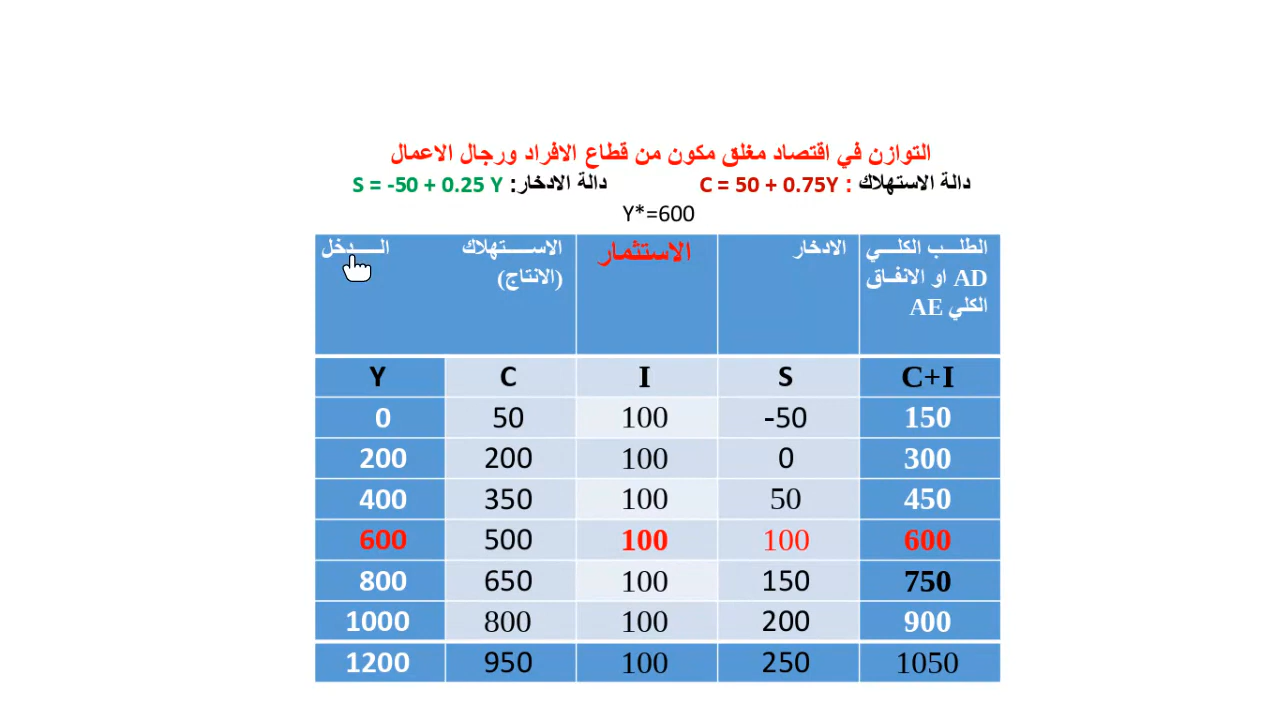 التوازن في اقتصاد مغلق مكون من قطاع الافراد ورجال الاعمال
دالة الاستهلاك : C = 50 + 0.75Y دالة الادخار: S = -50 + 0.25 Y
Y*=600
الدخل الاستهلاك الاستثمار الادخار الطلب الكلي
(الانتاج) AD او الانفاق
الكلي AE
Y C I S C+I
0 50 100 -50 150
200 200 100 0 300
400 350 100 50 450
600 500 100 100 600
800 650 100 150 750
1000 800 100 200 900
1200 950 100 250 1050